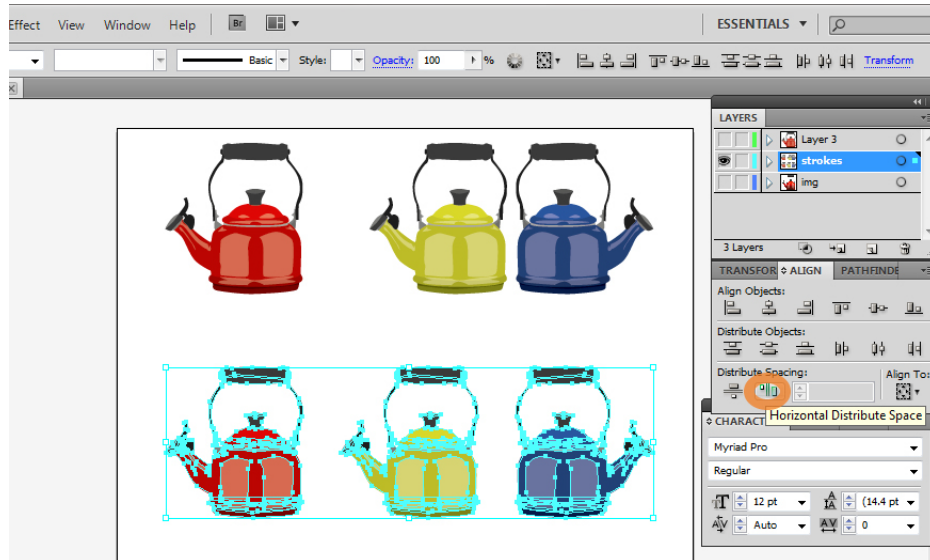 Effect View Window Help Br ESSENTIALS
Basic Style: Opacity: 100 % Transform
LAYERS
Layer 3
strokes
img
3 Layers
TRANSFOR ALIGN PATHFINDE
Align Objects:
Distribute Objects:
Distribute Spacing: Align To:
Horizontal Distribute Space
CHARACT
Myriad Pro
Regular
12 pt (14.4 pt
Auto 0